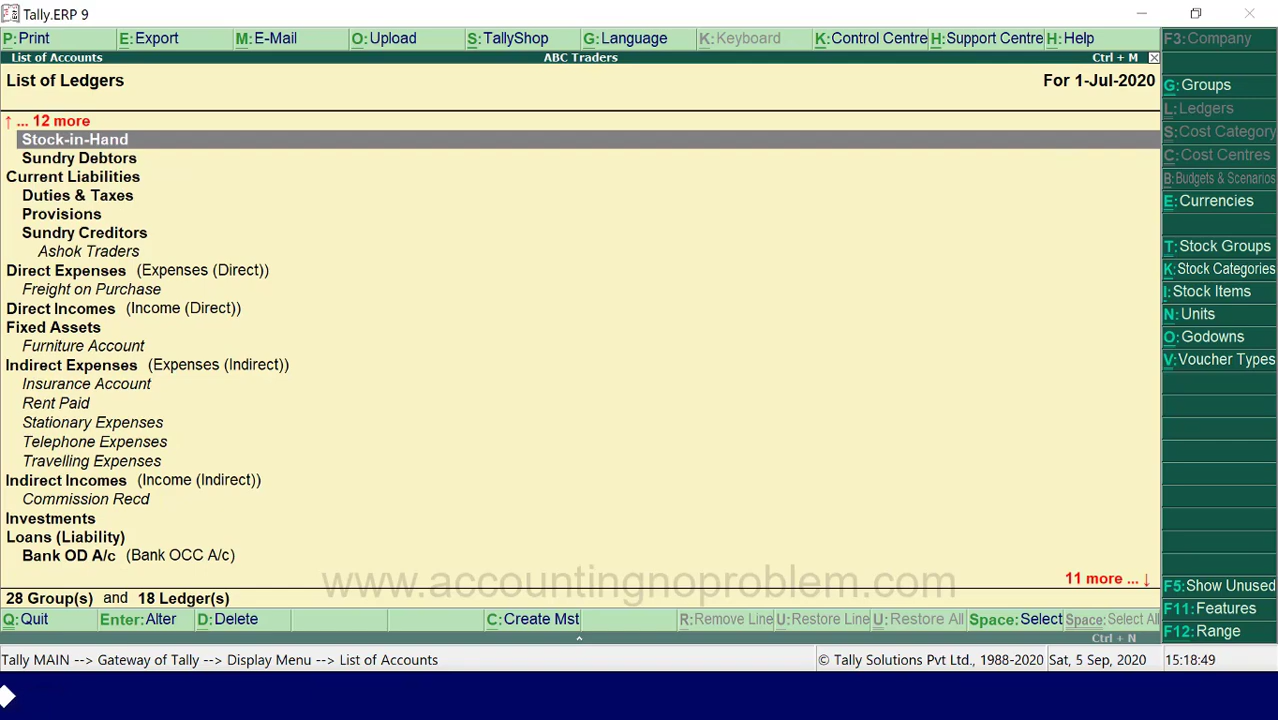 Tally.ERP 9
P: Print E: Export M: E-Mail O: Upload S: TallyShop G: Language K: Keyboard K: Control Centre H: Support Centre H: Help F3: Company
List of Accounts ABC Traders Ctrl + M
List of Ledgers For 1-Jul-2020
↑ ... 12 more
Stock-in-Hand
Sundry Debtors
Current Liabilities
Duties & Taxes
Provisions
Sundry Creditors
Ashok Traders
Direct Expenses (Expenses (Direct))
Freight on Purchase
Direct Incomes (Income (Direct))
Fixed Assets
Furniture Account
Indirect Expenses (Expenses (Indirect))
Insurance Account
Rent Paid
Stationary Expenses
Telephone Expenses
Travelling Expenses
Indirect Incomes (Income (Indirect))
Commission Recd
Investments
Loans (Liability)
Bank OD A/c (Bank OCC A/c)
www.accountingnoproblem.com
11 more ... ↓
28 Group(s) and 18 Ledger(s)
G: Groups
L: Ledgers
S: Cost Category
C: Cost Centres
B: Budgets & Scenarios
E: Currencies
T: Stock Groups
K: Stock Categories
I: Stock Items
N: Units
O: Godowns
V: Voucher Types
F5: Show Unused
F11: Features
F12: Range
Q: Quit Enter: Alter D: Delete C: Create Mst R: Remove Line U: Restore Line U: Restore All Space: Select Space: Select All
Ctrl + N
Tally MAIN --> Gateway of Tally --> Display Menu --> List of Accounts © Tally Solutions Pvt Ltd., 1988-2020 Sat, 5 Sep, 2020 15:18:49